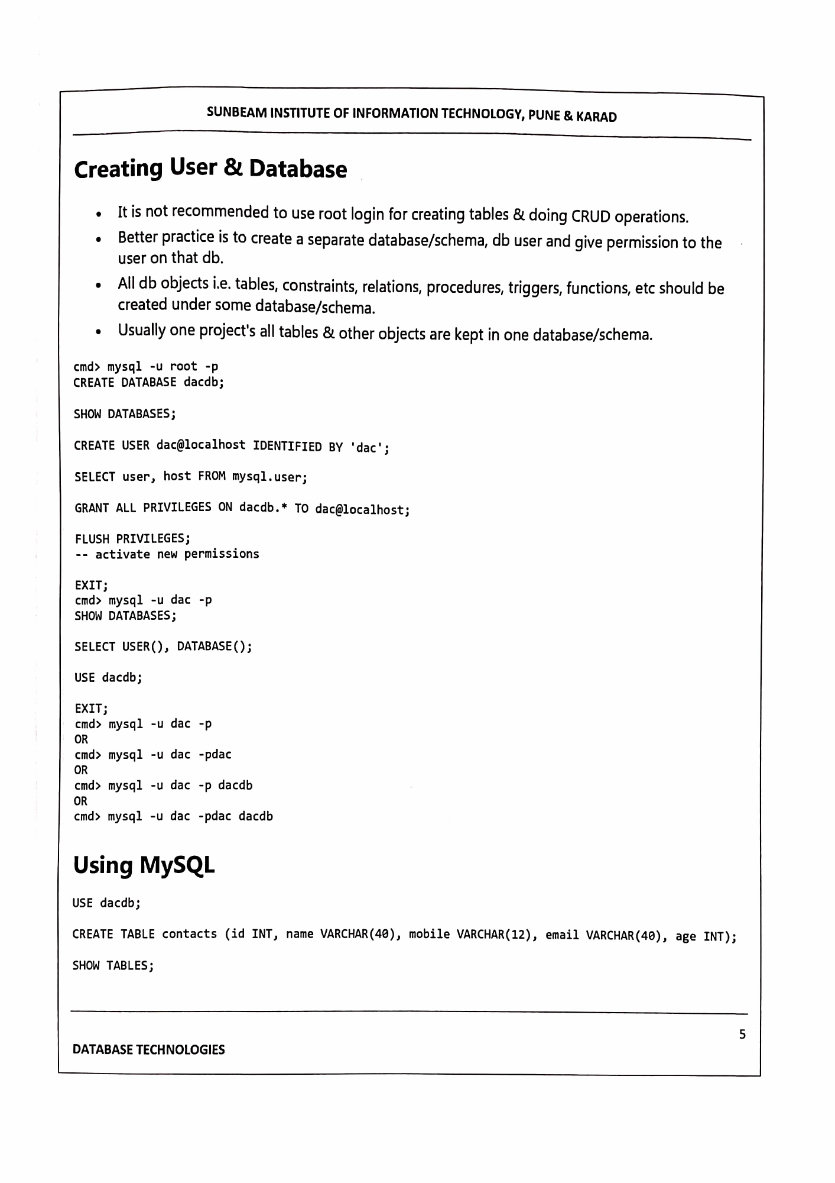 SUNBEAM INSTITUTE OF INFORMATION TECHNOLOGY, PUNE & KARAD
Creating User & Database
• It is not recommended to use root login for creating tables & doing CRUD operations.
• Better practice is to create a separate database/schema, db user and give permission to the
user on that db.
• All db objects i.e. tables, constraints, relations, procedures, triggers, functions, etc should be
created under some database/schema.
• Usually one project's all tables & other objects are kept in one database/schema.
cmd> mysql -u root -p
CREATE DATABASE dacdb;
SHOW DATABASES;
CREATE USER dac@localhost IDENTIFIED BY 'dac';
SELECT user, host FROM mysql.user;
GRANT ALL PRIVILEGES ON dacdb.* TO dac@localhost;
FLUSH PRIVILEGES;
-- activate new permissions
EXIT;
cmd> mysql -u dac -p
SHOW DATABASES;
SELECT USER(), DATABASE();
USE dacdb;
EXIT;
cmd> mysql -u dac -p
OR
cmd> mysql -u dac -pdac
OR
cmd> mysql -u dac -p dacdb
OR
cmd> mysql -u dac -pdac dacdb
Using MySQL
USE dacdb;
CREATE TABLE contacts (id INT, name VARCHAR(40), mobile VARCHAR(12), email VARCHAR(40), age INT);
SHOW TABLES;
5
DATABASE TECHNOLOGIES